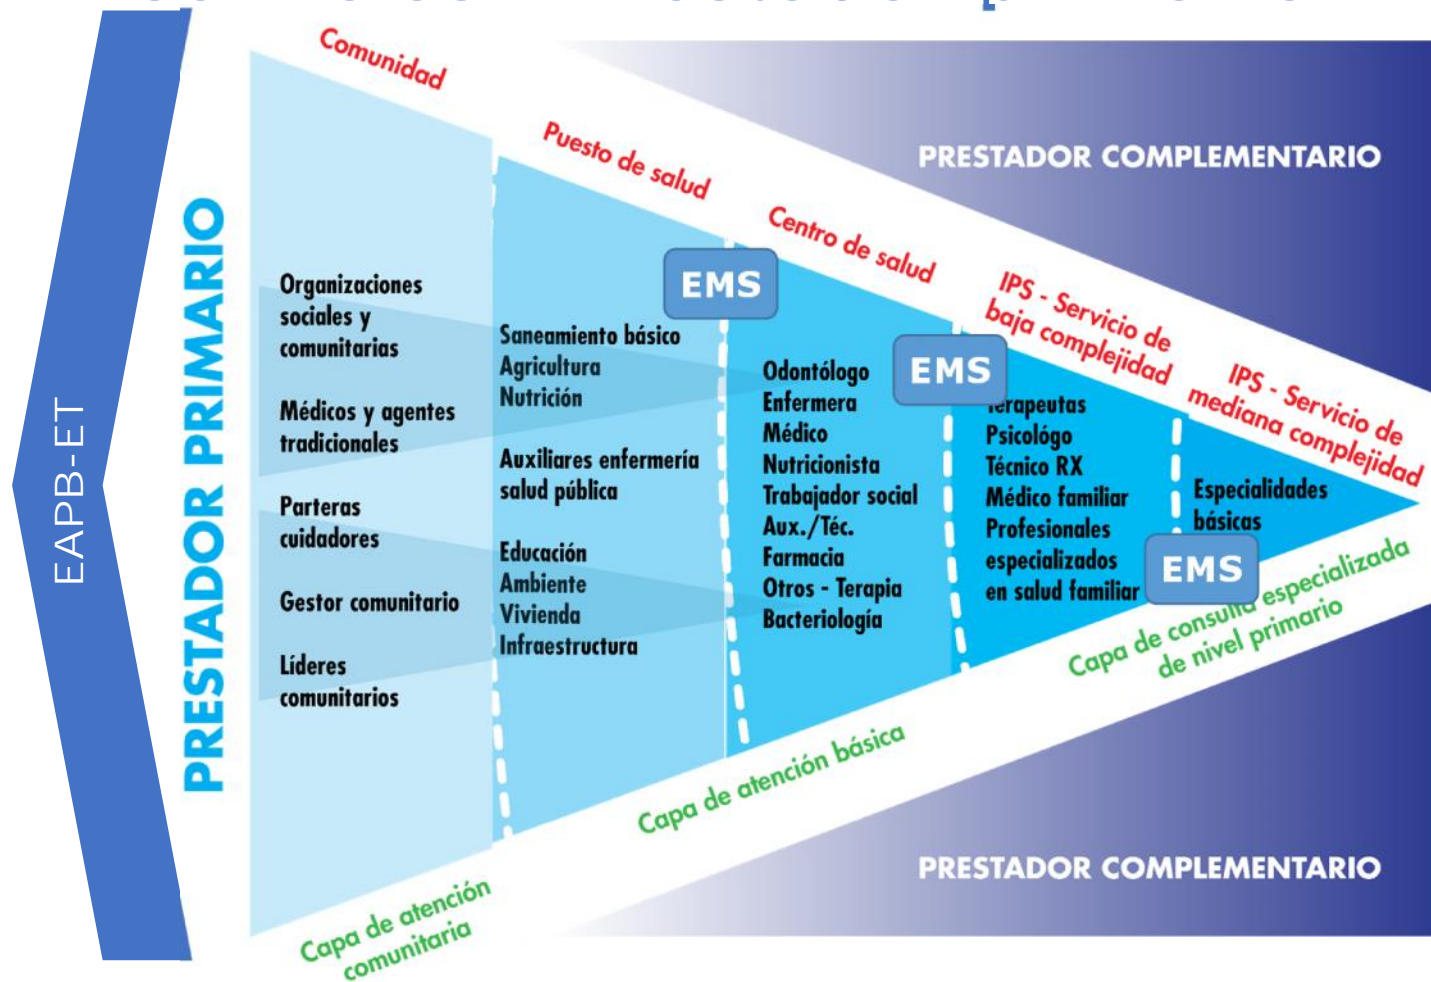 EAPB-ET
PRESTADOR PRIMARIO
Comunidad
Puesto de salud
Centro de salud
IPS - Servicio de
baja complejidad
IPS - Servicio de
mediana complejidad
PRESTADOR COMPLEMENTARIO
Organizaciones
sociales y
comunitarias
Médicos y agentes
tradicionales
Parteras
cuidadores
Gestor comunitario
Líderes
comunitarios
Saneamiento básico
Agricultura
Nutrición
Auxiliares enfermería
salud pública
Educación
Ambiente
Vivienda
Infraestructura
EMS
Odontólogo
Enfermera
Médico
Nutricionista
Trabajador social
Aux./Téc.
Farmacia
Otros - Terapia
Bacteriología
EMS
Terapeutas
Psicológo
Técnico RX
Médico familiar
Profesionales
especializados
en salud familiar
Especialidades
básicas
EMS
Capa de atención
comunitaria
Capa de atención básica
Capa de consulta especializada
de nivel primario
PRESTADOR COMPLEMENTARIO